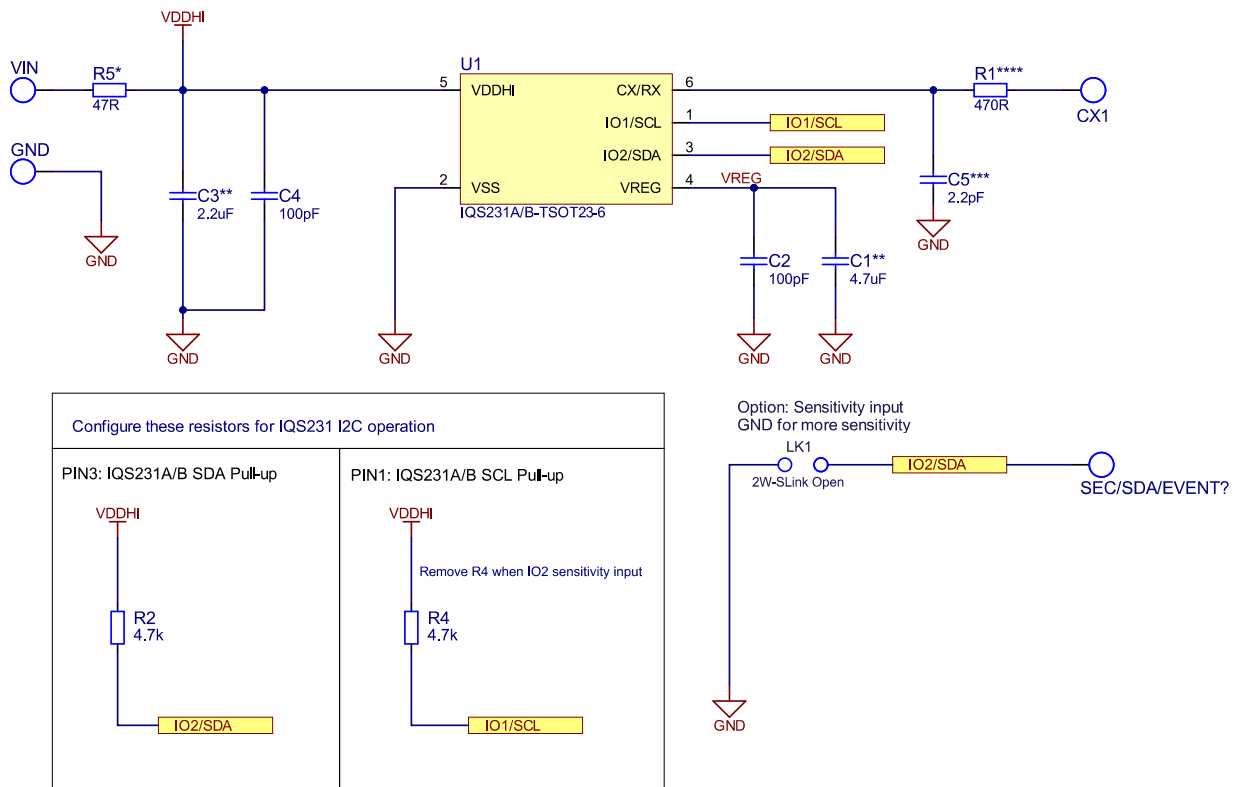 VDDHI
VIN
R5*
47R
GND
GND
C3**
2.2uF
C4
100pF
GND
U1
5
VDDHI
CX/RX
6
IO1/SCL
1
IO1/SCL
IO2/SDA
3
IO2/SDA
2
VSS
VREG
4
VREG
IQS231A/B-TSOT23-6
GND
C2
100pF
GND
C1**
4.7uF
GND
R1****
470R
CX1
C5***
2.2pF
GND
Configure these resistors for IQS231 I2C operation
PIN3: IQS231A/B SDA Pull-up
VDDHI
R2
4.7k
IO2/SDA
PIN1: IQS231A/B SCL Pull-up
VDDHI
Remove R4 when IO2 sensitivity input
R4
4.7k
IO1/SCL
Option: Sensitivity input
GND for more sensitivity
LK1
2W-SLink Open
IO2/SDA
SEC/SDA/EVENT?
GND